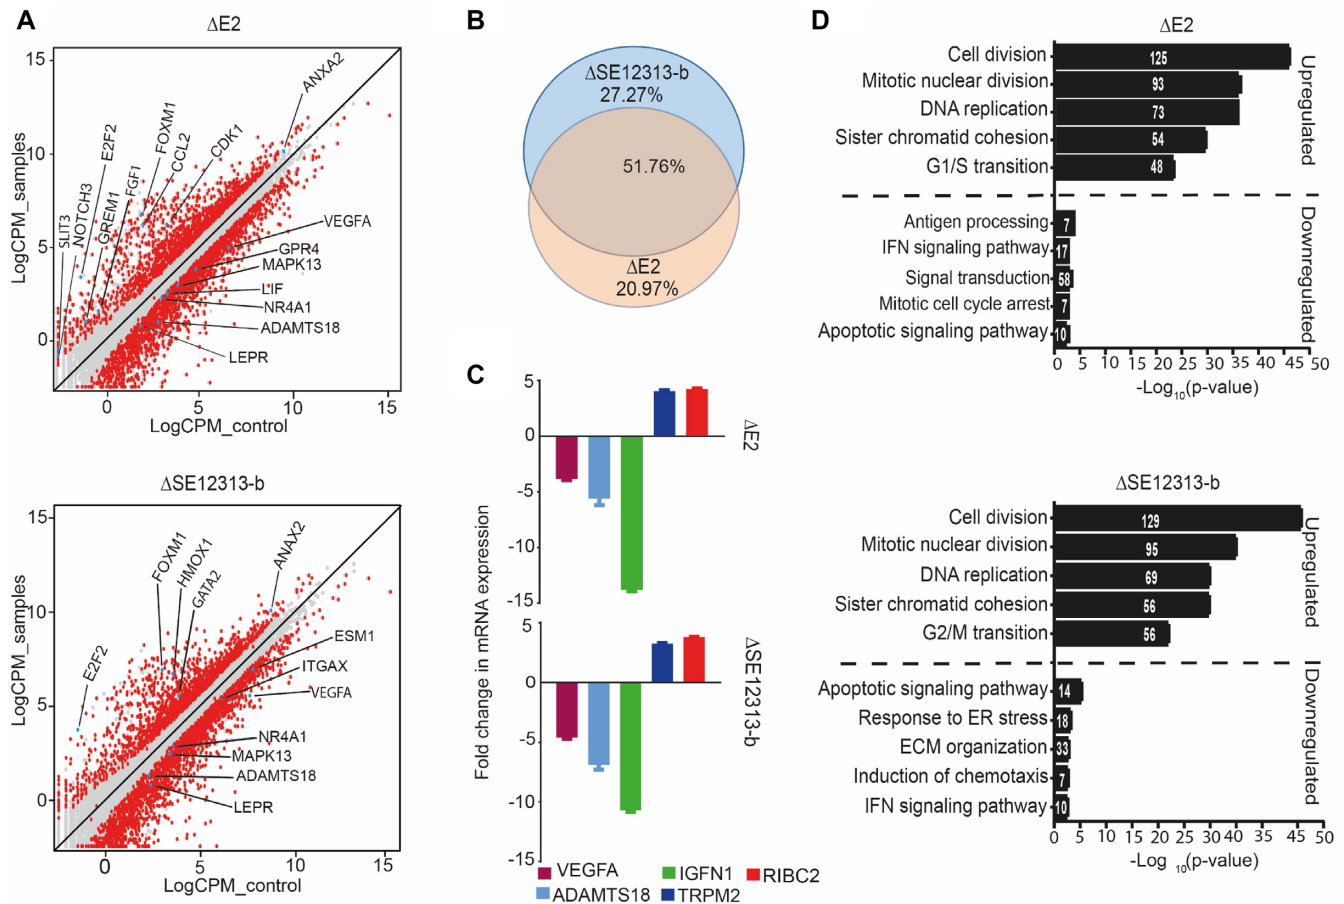 A
ΔE2
15
10
5
0
LogCPM_samples
SLIT3
NOTCH3
E2F2
GREM1
FGF1
FOXM1
CCL2
CDK1
ANXA2
VEGFA
GPR4
MAPK13
LIF
NR4A1
ADAMTS18
LEPR
0
5
10
15
LogCPM_control
ΔSE12313-b
15
10
5
0
LogCPM_samples
E2F2
FOXM1
HMOX1
GATA2
ANAX2
ESM1
ITGAX
VEGFA
NR4A1
MAPK13
ADAMTS18
LEPR
0
5
10
15
LogCPM_control
B
ΔSE12313-b
27.27%
51.76%
ΔE2
20.97%
C
5
0
-5
-10
-15
ΔE2
5
0
-5
-10
-15
ΔSE12313-b
Fold change in mRNA expression
VEGFA
IGFN1
RIBC2
ADAMTS18
TRPM2
D
ΔE2
Cell division 125
Mitotic nuclear division 93
DNA replication 73
Sister chromatid cohesion 54
G1/S transition 48
Upregulated
Antigen processing 7
IFN signaling pathway 17
Signal transduction 58
Mitotic cell cycle arrest 7
Apoptotic signaling pathway 10
Downregulated
0 5 10 15 20 25 30 35 40 45 50
-Log10(p-value)
ΔSE12313-b
Cell division 129
Mitotic nuclear division 95
DNA replication 69
Sister chromatid cohesion 56
G2/M transition 56
Upregulated
Apoptotic signaling pathway 14
Response to ER stress 18
ECM organization 33
Induction of chemotaxis 7
IFN signaling pathway 10
Downregulated
0 5 10 15 20 25 30 35 40 45 50
-Log 10(p-value)